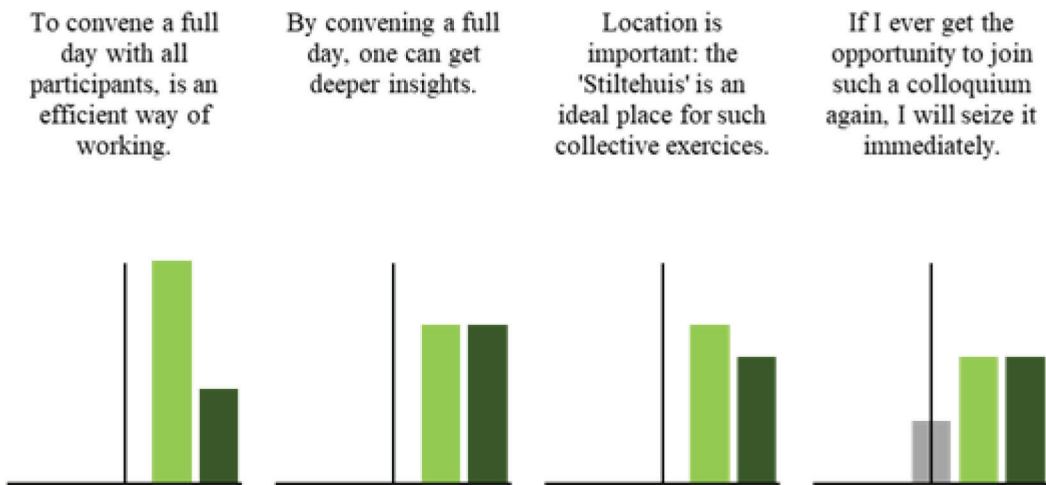 To convene a full
day with all
participants, is an
efficient way of
working.
By convening a full
day, one can get
deeper insights.
Location is
important: the
'Stiltehuis' is an
ideal place for such
collective exercices.
If I ever get the
opportunity to join
such a colloquium
again, I will seize it
immediately.